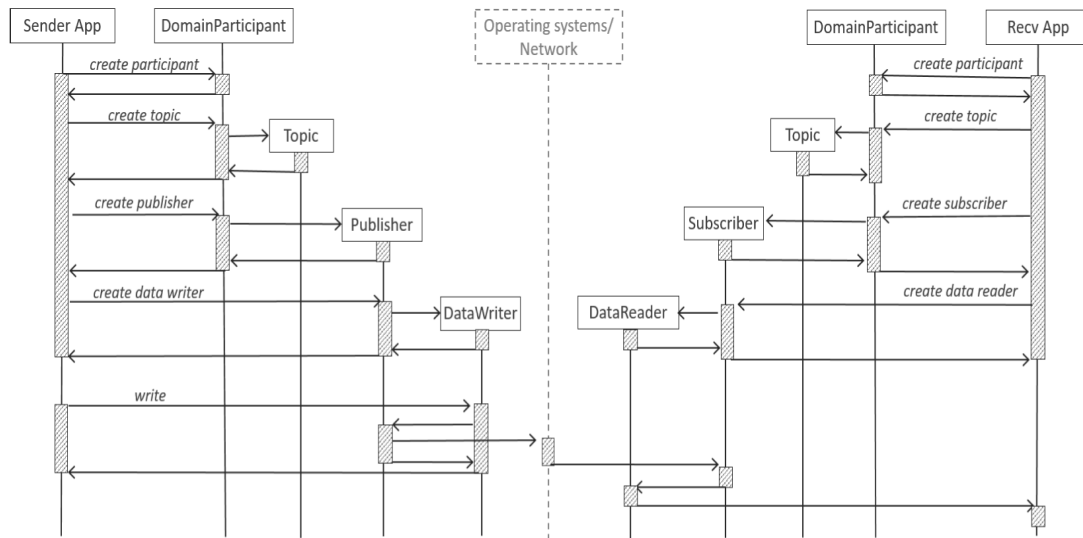 Sender App
DomainParticipant
Operating systems/
Network
DomainParticipant
Recv App
create participant
create participant
create topic
create topic
Topic
Topic
create publisher
create subscriber
Publisher
Subscriber
create data writer
create data reader
DataWriter
DataReader
write